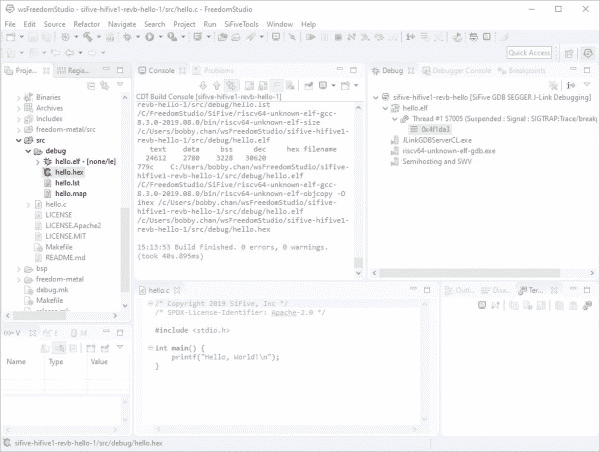 wsFreedomStudio - sifive-hifive1-revb-hello-1/src/hello.c - FreedomStudio
File Edit Source Refactor Navigate Search Project Run SiFiveTools Window Help
Quick Access
Proje...
Regis...
Binaries
Archives
Includes
freedom-metal/src
src
debug
hello.elf - [none/le]
hello.hex
hello.lst
hello.map
hello.c
LICENSE
LICENSE.Apache2
LICENSE.MIT
Makefile
README.md
bsp
freedom-metal
debug.mk
Makefile
Console
Problems
CDT Build Console [sifive-hifive1-revb-hello-1]
revb-hello-1/src/debug/hello.lst
/C/FreedomStudio/SiFive/riscv64-unknown-elf-gcc-
8.3.0-2019.08.0/bin/riscv64-unknown-elf-size
/c/Users/bobby.chan/wsFreedomStudio/sifive-hifive1
-revb-hello-1/src/debug/hello.elf
text data bss dec hex filename
24612 2780 3228 30620
779c C:/Users/bobby.chan/wsFreedomStudio/sifive-
hifive1-revb-hello-1/src/debug/hello.elf
/C/FreedomStudio/SiFive/riscv64-unknown-elf-gcc-
8.3.0-2019.08.0/bin/riscv64-unknown-elf-objcopy -O
ihex /c/Users/bobby.chan/wsFreedomStudio/sifive-
hifive1-revb-hello-1/src/debug/hello.elf
/c/Users/bobby.chan/wsFreedomStudio/sifive-hifive1
-revb-hello-1/src/debug/hello.hex
15:13:53 Build Finished. 0 errors, 0 warnings.
(took 40s.895ms)
Debug
Debugger Console
Breakpoints
sifive-hifive1-revb-hello [SiFive GDB SEGGER J-Link Debugging]
hello.elf
Thread #1 57005 (Suspended : Signal : SIGTRAP:Trace/break
0x4f1da3
JLinkGDBServerCL.exe
riscv64-unknown-elf-gdb.exe
Semihosting and SWV
hello.c
/* Copyright 2019 SiFive, Inc */
/* SPDX-License-Identifier: Apache-2.0 */
#include <stdio.h>
int main() {
printf("Hello, World!\n");
}
Outli...
Disa...
Ter...
Name Type Value
sifive-hifive1-revb-hello-1/src/debug/hello.hex